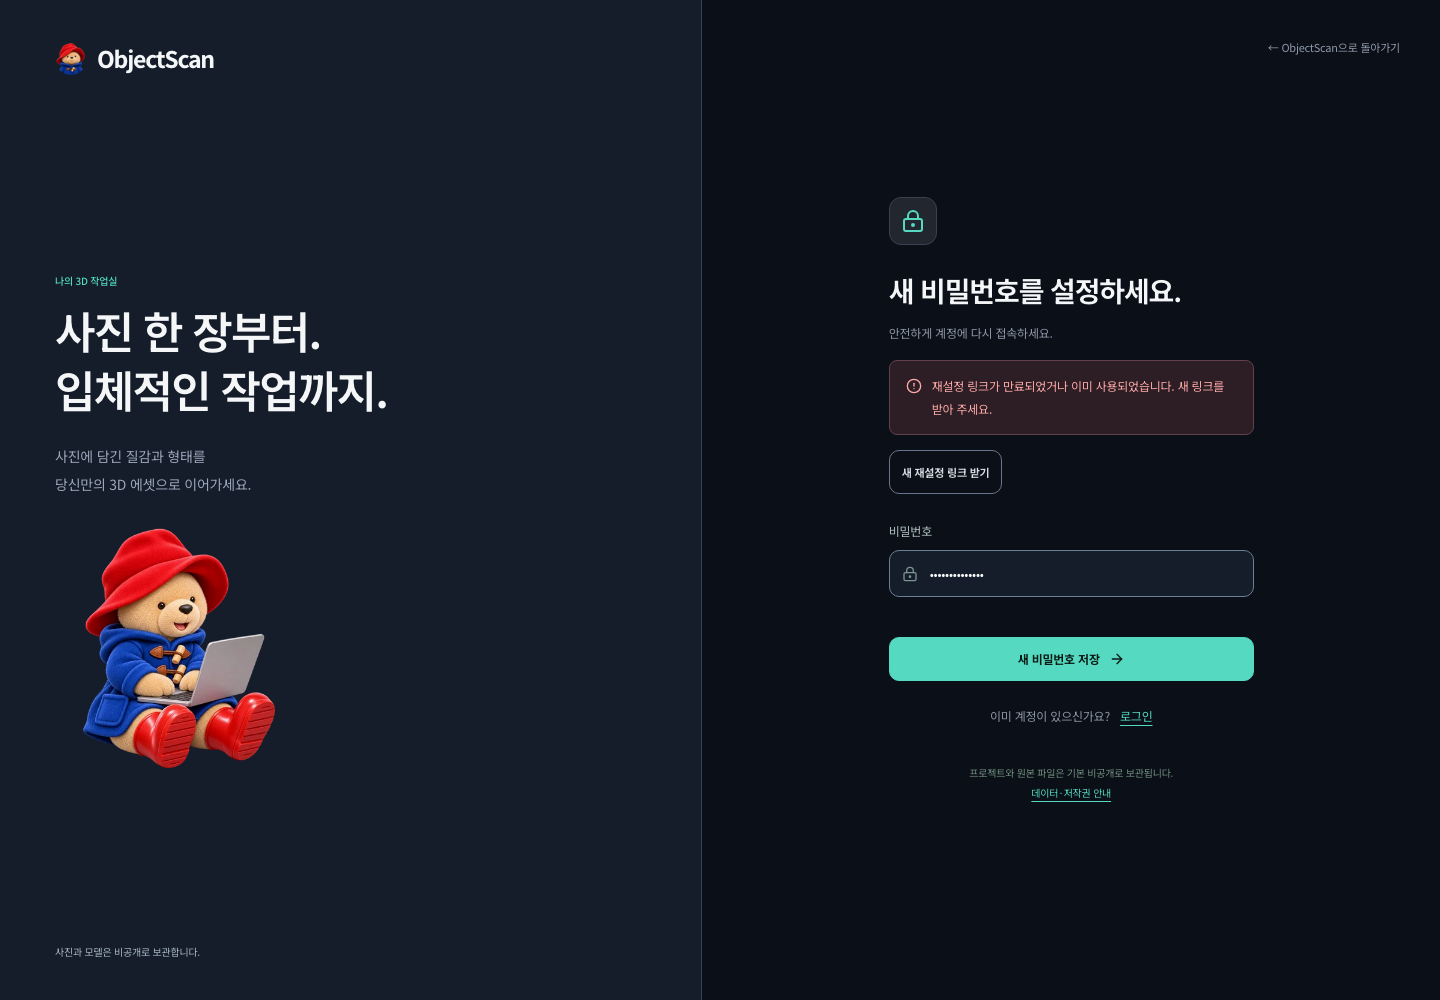 ObjectScan
나의 3D 작업실
사진 한 장부터.
입체적인 작업까지.
사진에 담긴 질감과 형태를
당신만의 3D 에셋으로 이어가세요.
사진과 모델은 비공개로 보관합니다.
← ObjectScan으로 돌아가기
새 비밀번호를 설정하세요.
안전하게 계정에 다시 접속하세요.
재설정 링크가 만료되었거나 이미 사용되었습니다. 새 링크를
받아 주세요.
새 재설정 링크 받기
비밀번호
••••••••••••••
새 비밀번호 저장 →
이미 계정이 있으신가요? 로그인
프로젝트와 원본 파일은 기본 비공개로 보관됩니다.
데이터·저작권 안내